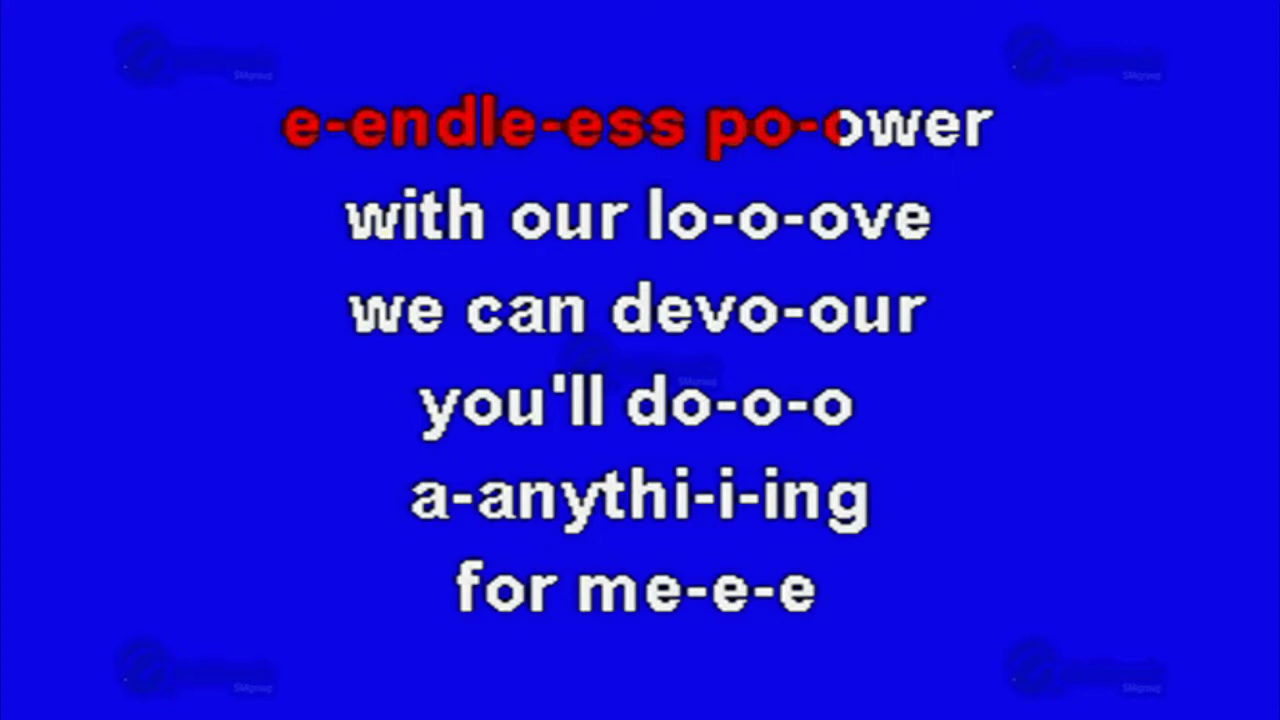 e-endle-ess po-ower
with our lo-o-ove
we can devo-our
you'll do-o-o
a-anythi-i-ing
for me-e-e